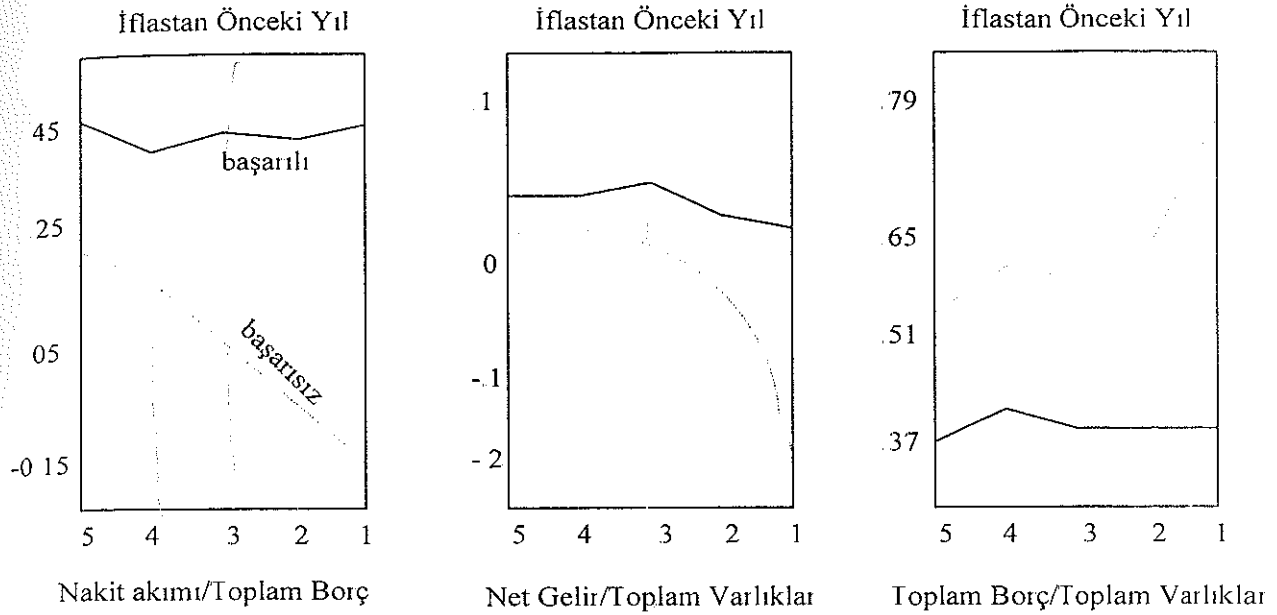 İflastan Önceki Yıl
45
25
05
-0 15
başarılı
başarısız
5 4 3 2 1
Nakit akımı/Toplam Borç
İflastan Önceki Yıl
.1
0
-.1
-.2
5 4 3 2 1
Net Gelir/Toplam Varlıklar
İflastan Önceki Yıl
.79
.65
.51
.37
5 4 3 2 1
Toplam Borç/Toplam Varlıklar